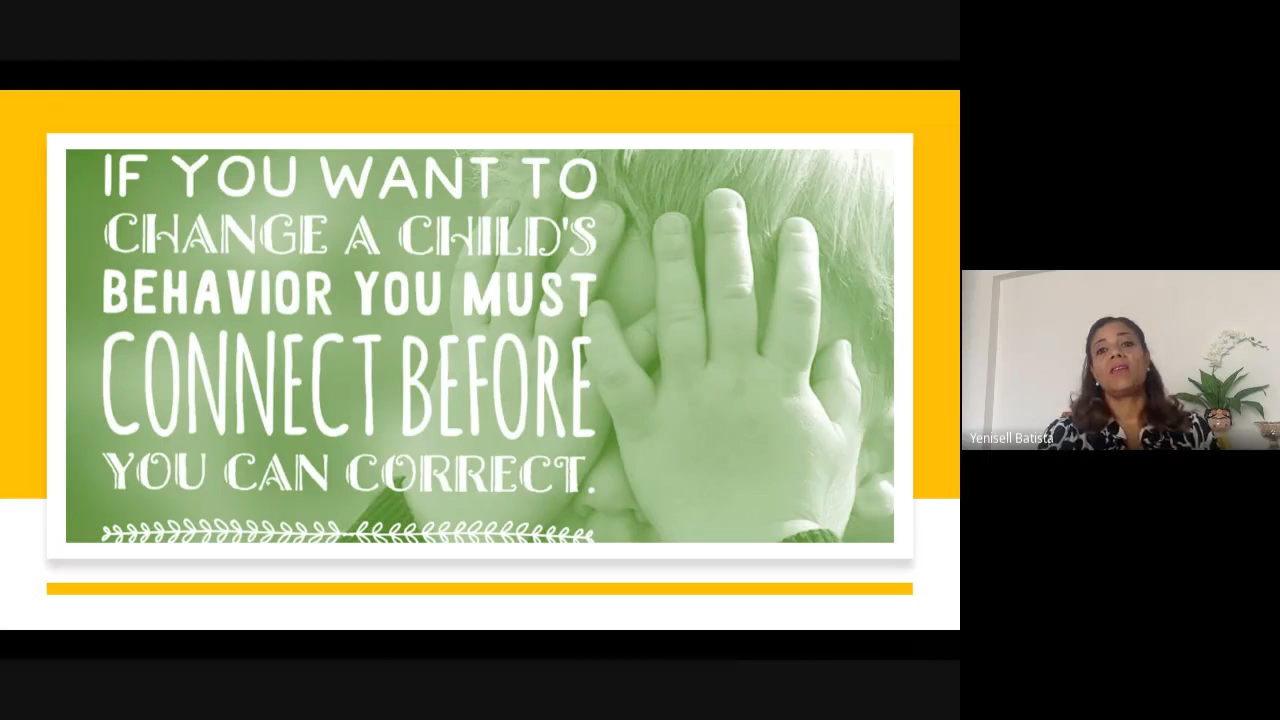 IF YOU WANT TO
CHANGE A CHILD'S
BEHAVIOR YOU MUST
CONNECT BEFORE
YOU CAN CORRECT.
Yenisell Batista